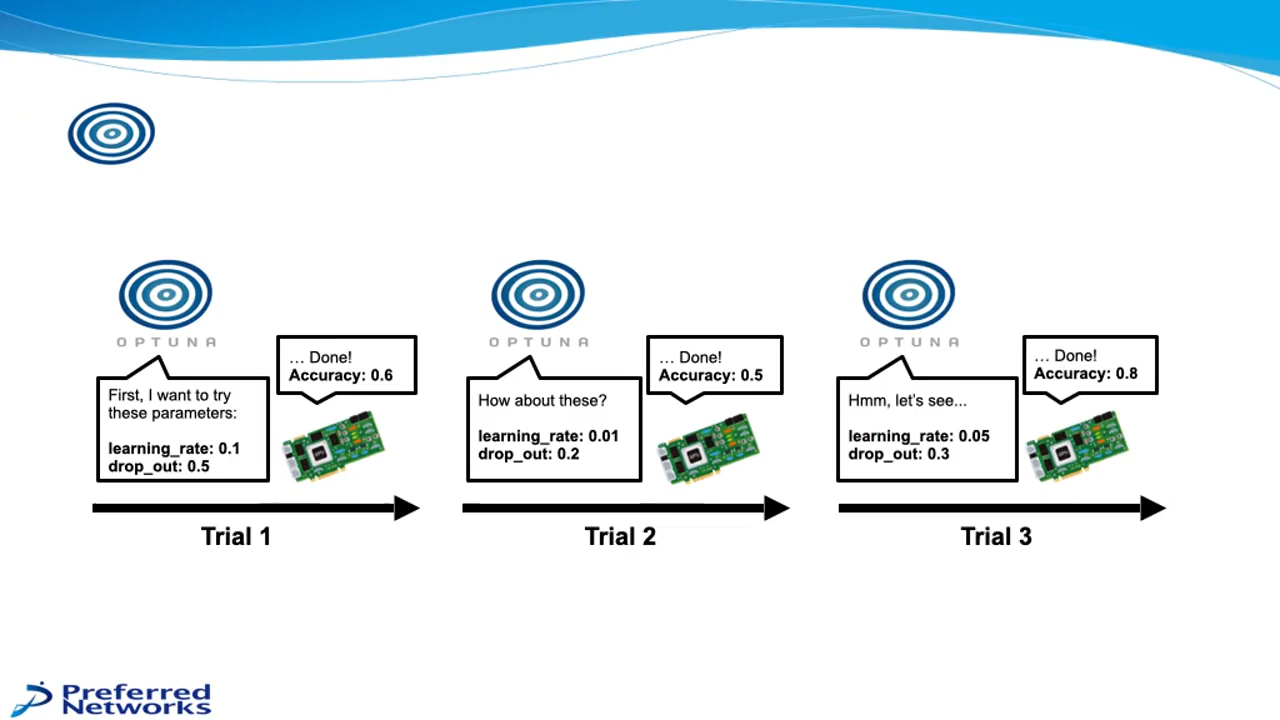 OPTUNA
… Done!
Accuracy: 0.6
First, I want to try
these parameters:
learning_rate: 0.1
drop_out: 0.5
Trial 1
OPTUNA
… Done!
Accuracy: 0.5
How about these?
learning_rate: 0.01
drop_out: 0.2
Trial 2
OPTUNA
… Done!
Accuracy: 0.8
Hmm, let's see...
learning_rate: 0.05
drop_out: 0.3
Trial 3
Preferred
Networks